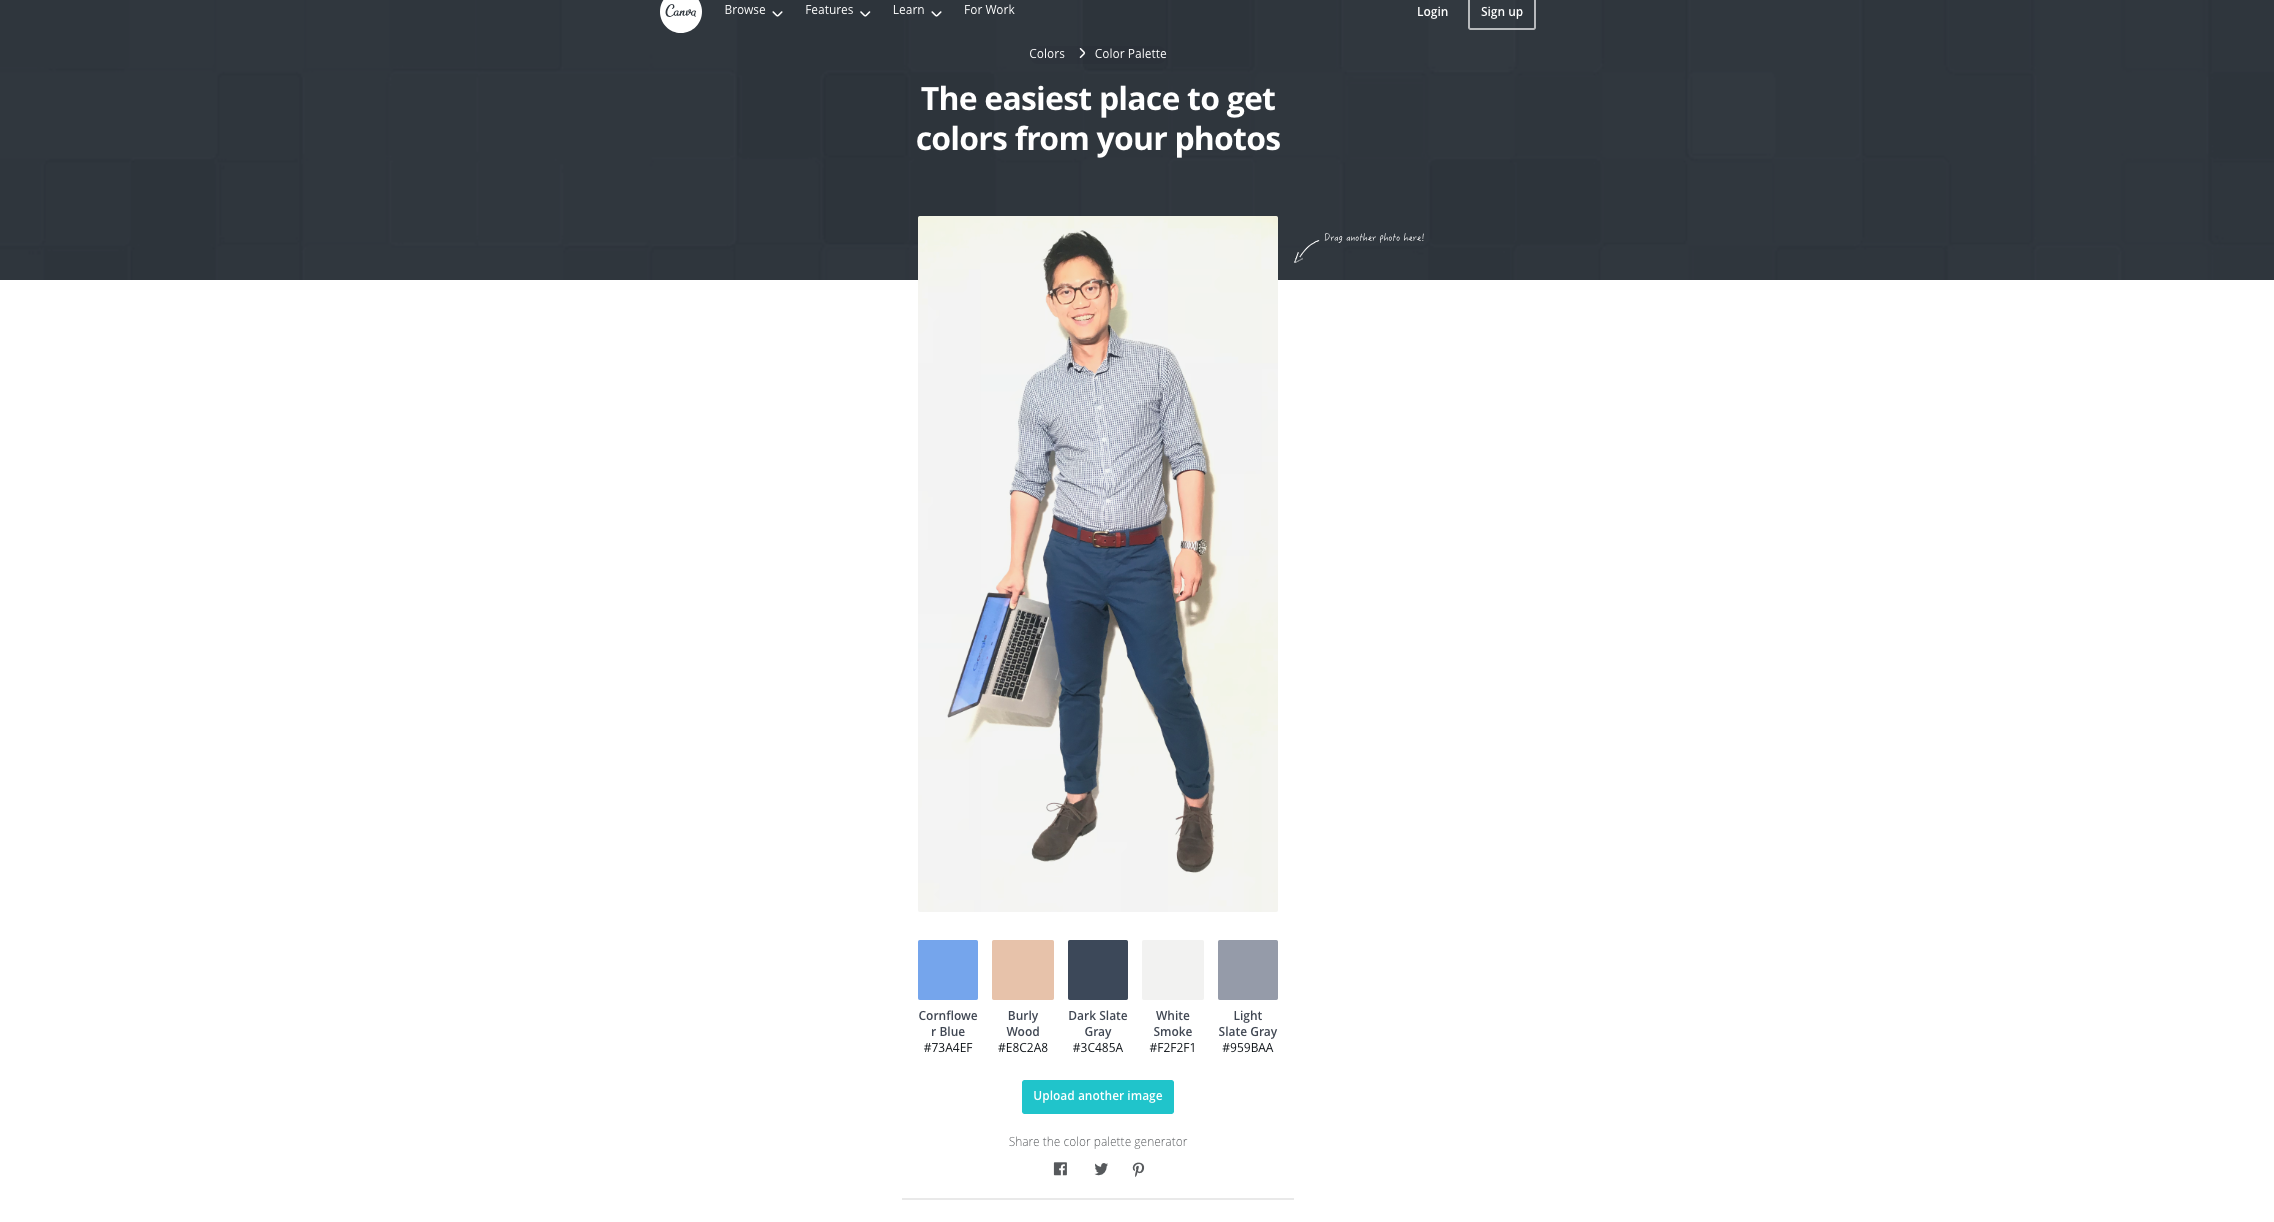 Canva
Browse
Features
Learn
For Work
Login
Sign up
Colors
Color Palette
The easiest place to get
colors from your photos
Drag another photo here!
Cornflowe
r Blue
#73A4EF
Burly
Wood
#E8C2A8
Dark Slate
Gray
#3C485A
White
Smoke
#F2F2F1
Light
Slate Gray
#959BAA
Upload another image
Share the color palette generator